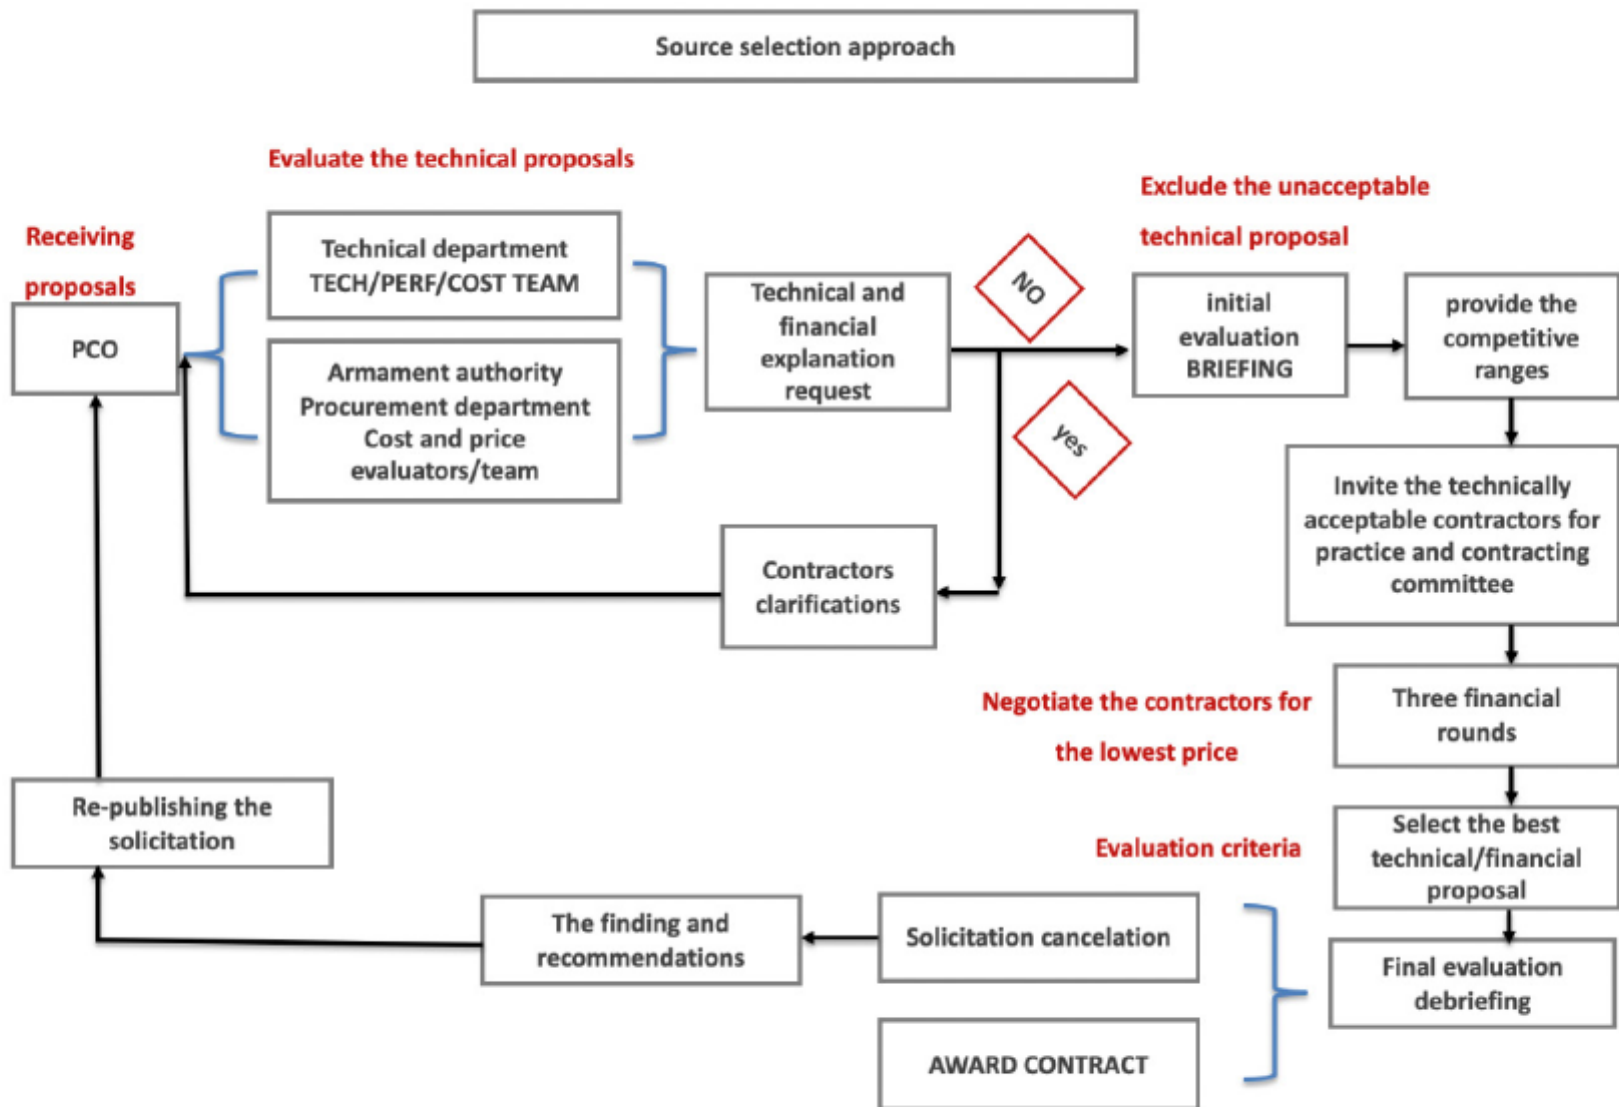 Source selection approach
Evaluate the technical proposals
Exclude the unacceptable
technical proposal
Receiving
proposals
PCO
Technical department
TECH/PERF/COST TEAM
Armament authority
Procurement department
Cost and price
evaluators/team
Technical and
financial
explanation
request
NO
yes
initial
evaluation
BRIEFING
provide the
competitive
ranges
Contractors
clarifications
Invite the technically
acceptable contractors for
practice and contracting
committee
Negotiate the contractors for
the lowest price
Three financial
rounds
Re-publishing the
solicitation
Evaluation criteria
Select the best
technical/financial
proposal
The finding and
recommendations
Solicitation cancelation
Final evaluation
debriefing
AWARD CONTRACT